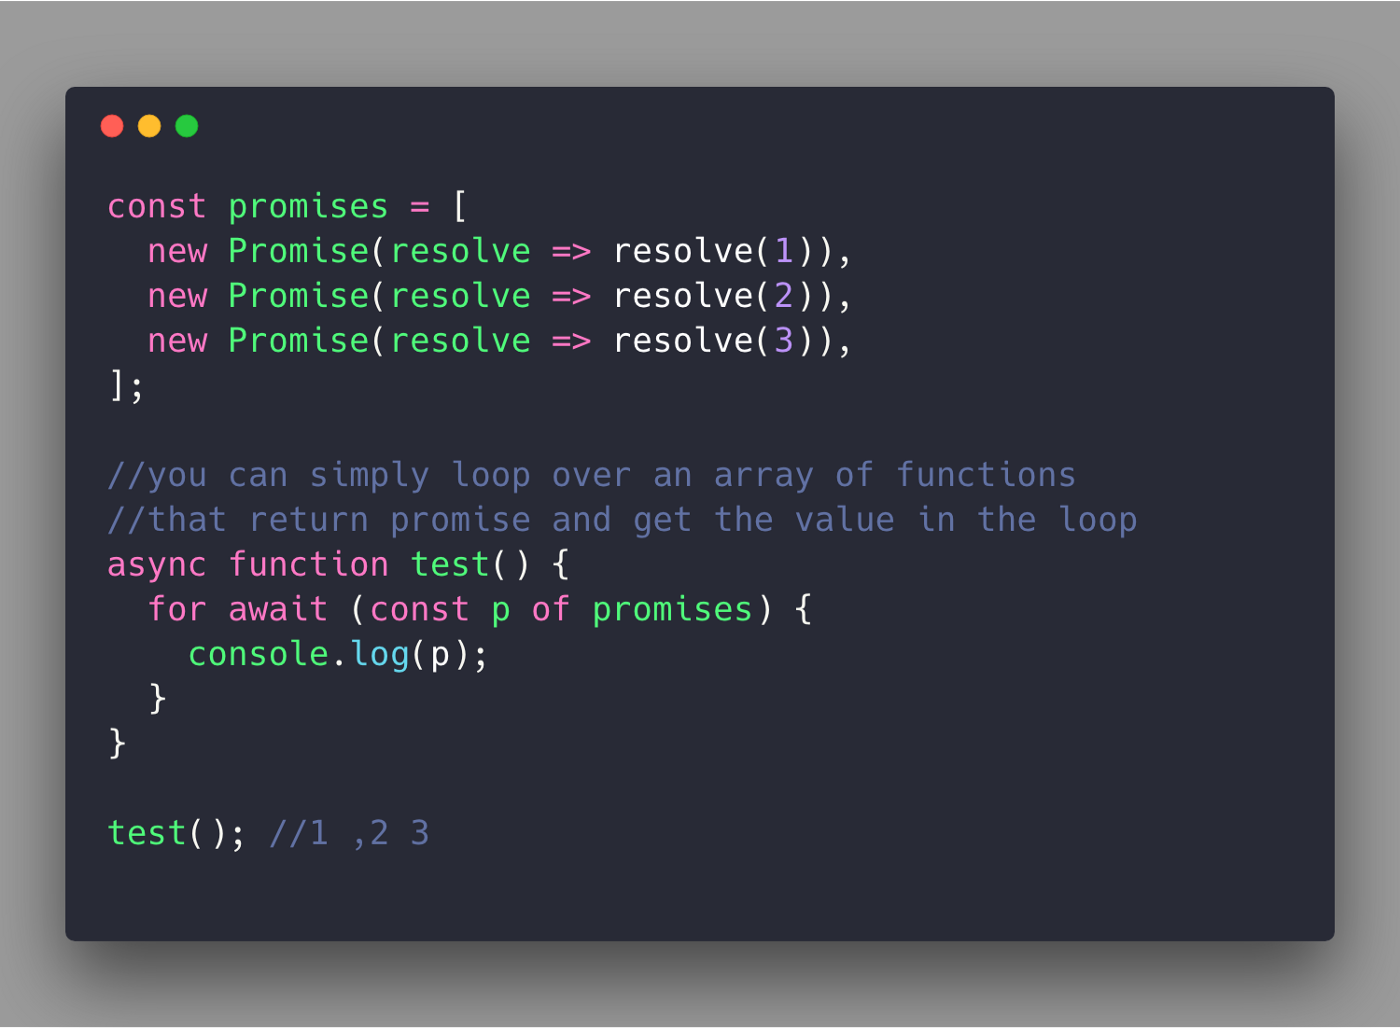 const promises = [
  new Promise(resolve => resolve(1)),
  new Promise(resolve => resolve(2)),
  new Promise(resolve => resolve(3)),
];

//you can simply loop over an array of functions
//that return promise and get the value in the loop
async function test() {
  for await (const p of promises) {
    console.log(p);
  }
}

test(); //1 ,2 3